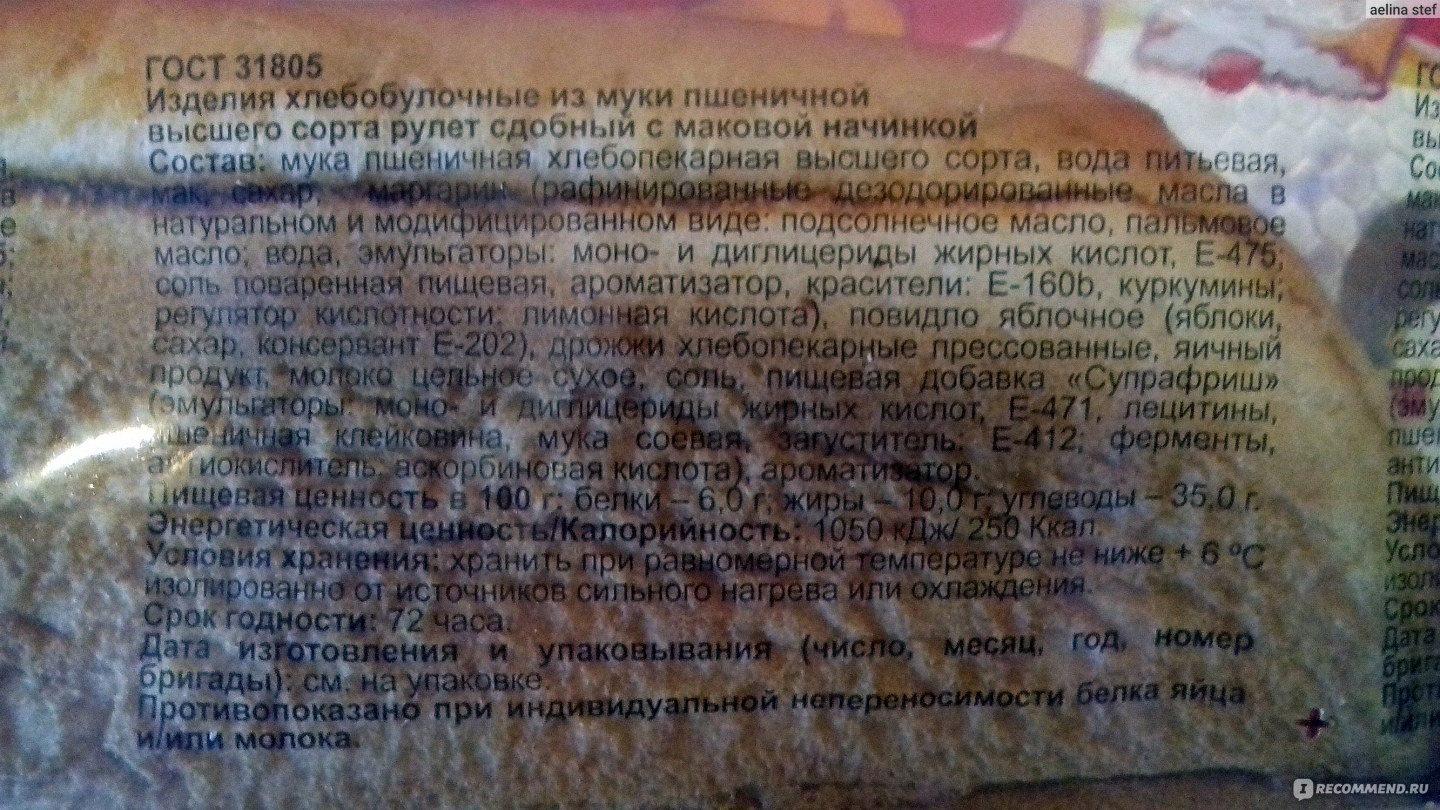 aelina stef
ГОСТ 31805
Изделия хлебобулочные из муки пшеничной
высшего сорта рулет сдобный с маковой начинкой
Состав: мука пшеничная хлебопекарная высшего сорта, вода питьевая,
мак, сахар, маргарин (рафинированные дезодорированные масла в
натуральном и модифицированном виде: подсолнечное масло, пальмовое
масло; вода, эмульгаторы: моно- и диглицериды жирных кислот, Е-475;
соль поваренная пищевая, ароматизатор, красители: Е-160b, куркумины;
регулятор кислотности: лимонная кислота), повидло яблочное (яблоки,
сахар, консервант Е-202), дрожжи хлебопекарные прессованные, яичный
продукт, молоко цельное сухое, соль, пищевая добавка «Супрафриш»
(эмульгаторы: моно- и диглицериды жирных кислот, Е-471, лецитины,
пшеничная клейковина, мука соевая, загуститель: Е-412; ферменты,
антиокислитель: аскорбиновая кислота), ароматизатор.
Пищевая ценность в 100 г: белки – 6,0 г; жиры – 10,0 г; углеводы – 35,0 г.
Энергетическая ценность/Калорийность: 1050 кДж/ 250 Ккал.
Условия хранения: хранить при равномерной температуре не ниже + 6 ºС
изолированно от источников сильного нагрева или охлаждения.
Срок годности: 72 часа.
Дата изготовления и упаковывания (число, месяц, год, номер
бригады): см. на упаковке.
Противопоказано при индивидуальной непереносимости белка яйца
и/или молока.
I RECOMMEND.RU